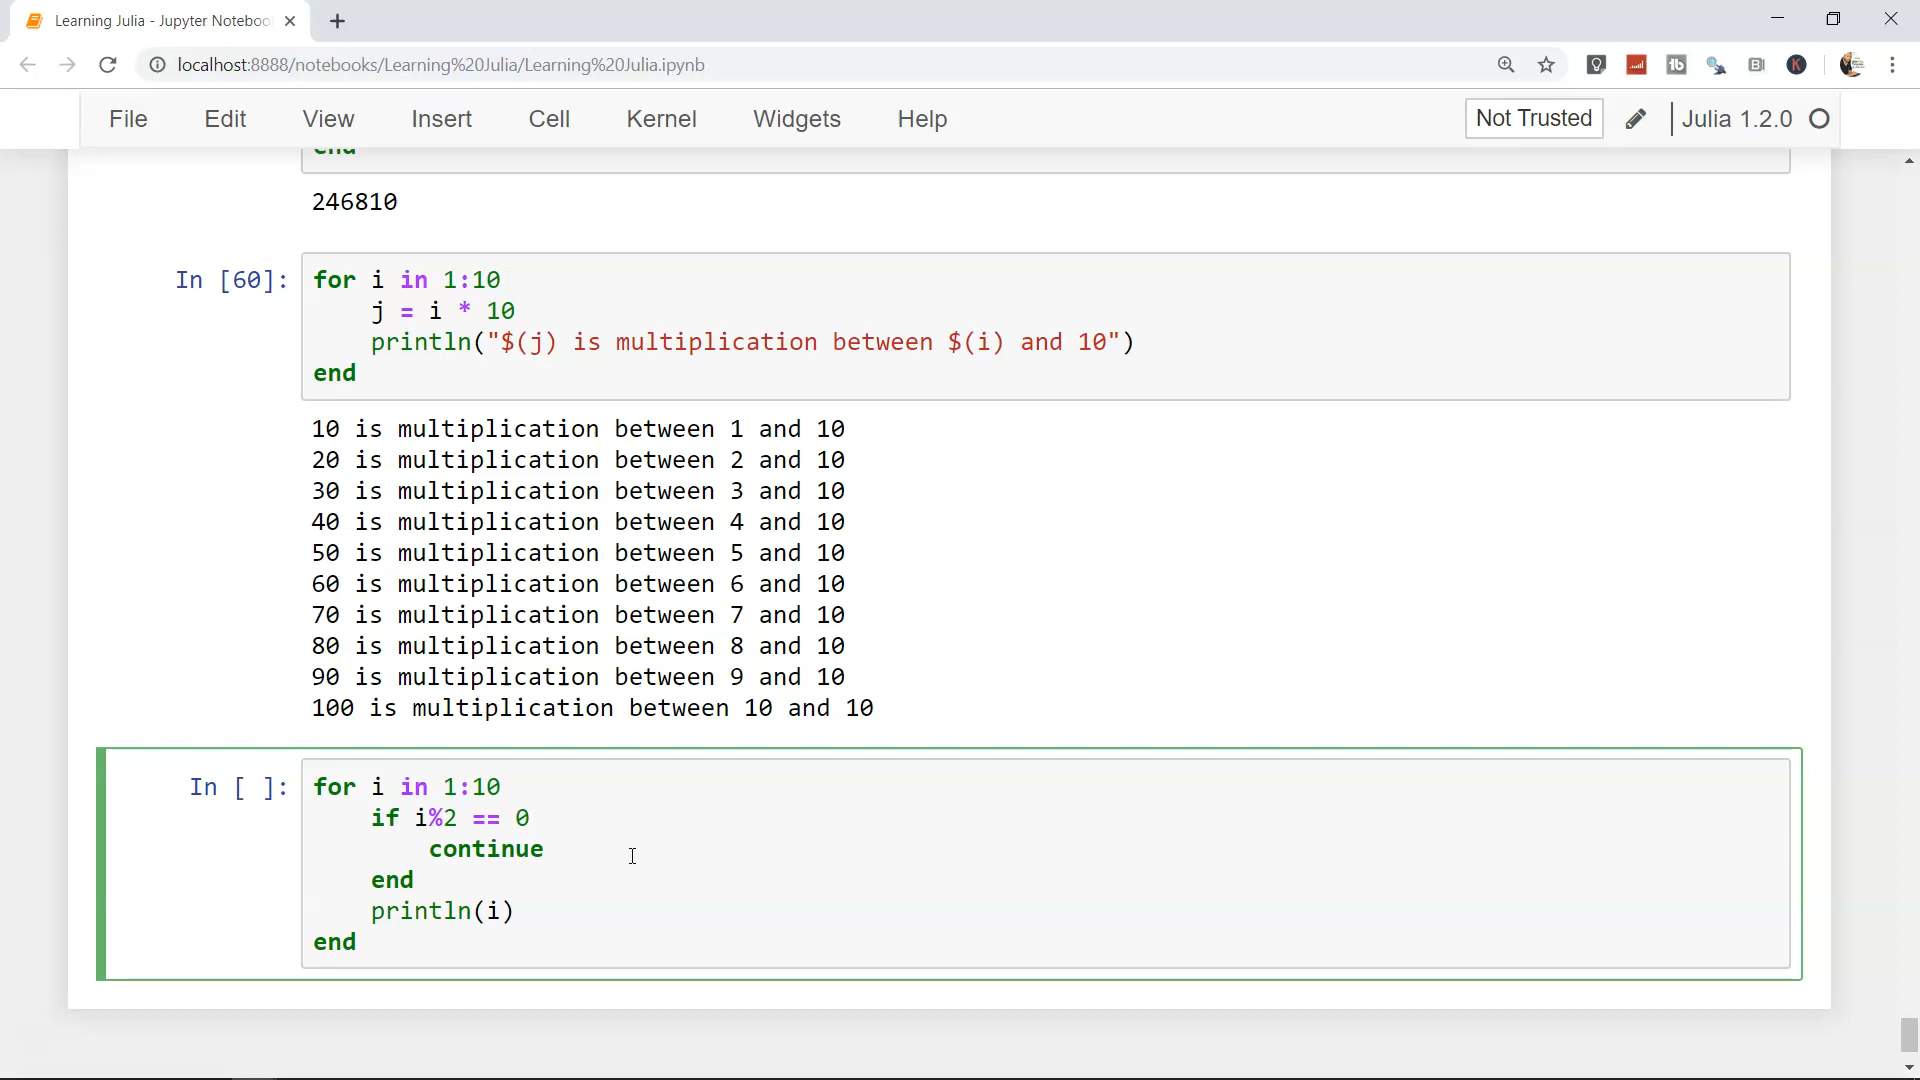 Learning Julia - Jupyter Noteboo
localhost:8888/notebooks/Learning%20Julia/Learning%20Julia.ipynb
File Edit View Insert Cell Kernel Widgets Help Not Trusted Julia 1.2.0
end
246810
In [60]: for i in 1:10
    j = i * 10
    println("$(j) is multiplication between $(i) and 10")
end
10 is multiplication between 1 and 10
20 is multiplication between 2 and 10
30 is multiplication between 3 and 10
40 is multiplication between 4 and 10
50 is multiplication between 5 and 10
60 is multiplication between 6 and 10
70 is multiplication between 7 and 10
80 is multiplication between 8 and 10
90 is multiplication between 9 and 10
100 is multiplication between 10 and 10
In [ ]: for i in 1:10
    if i%2 == 0
        continue
    end
    println(i)
end